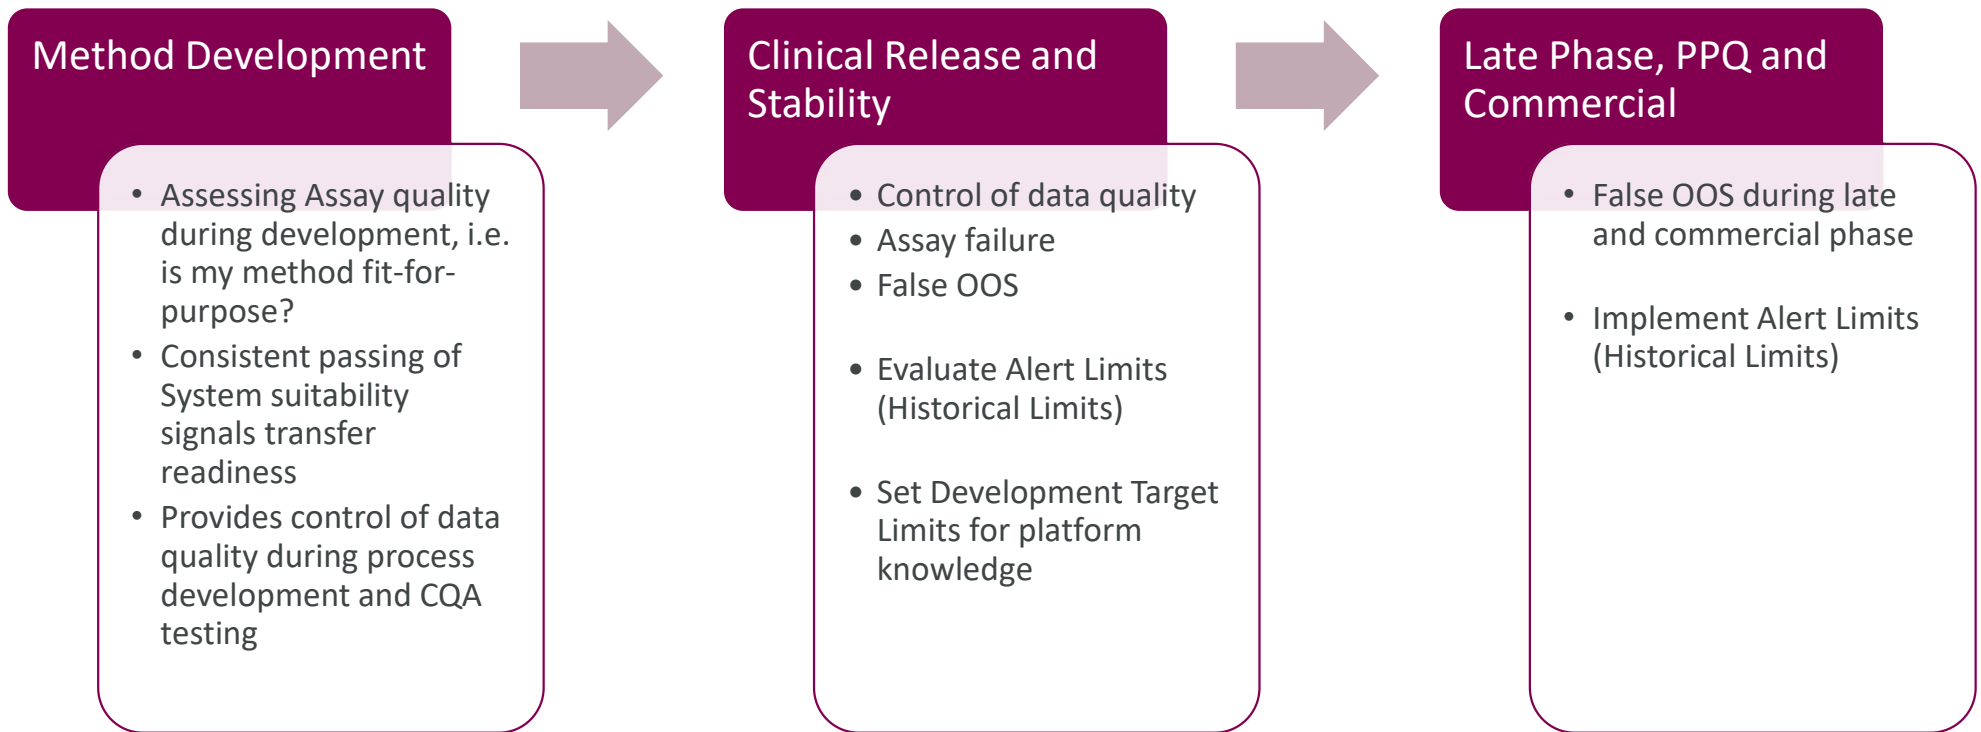 Method Development
• Assessing Assay quality
during development, i.e.
is my method fit-for-
purpose?
• Consistent passing of
System suitability
signals transfer
readiness
• Provides control of data
quality during process
development and CQA
testing
Clinical Release and
Stability
• Control of data quality
• Assay failure
• False OOS
• Evaluate Alert Limits
(Historical Limits)
• Set Development Target
Limits for platform
knowledge
Late Phase, PPQ and
Commercial
• False OOS during late
and commercial phase
• Implement Alert Limits
(Historical Limits)